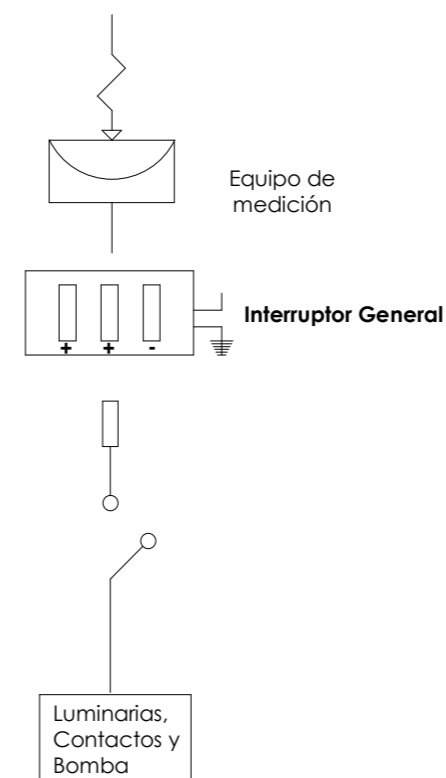 Equipo de
medición
Interruptor General
+ + -
Luminarias,
Contactos y
Bomba